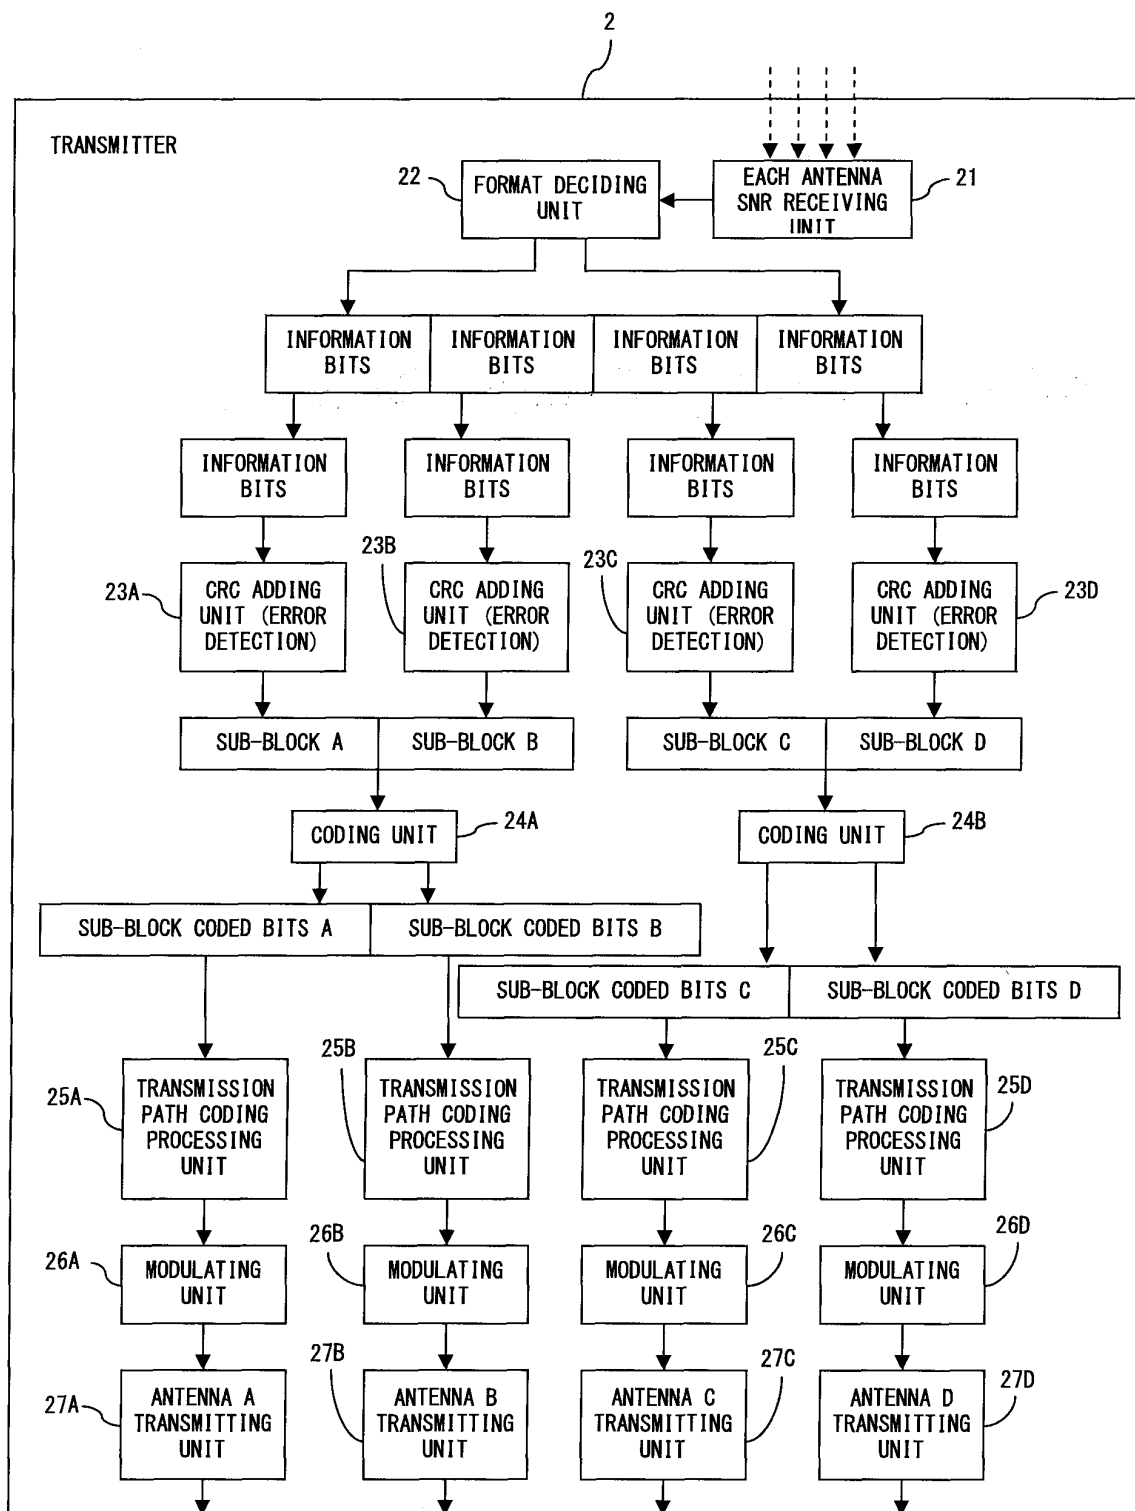 2
TRANSMITTER
22
FORMAT DECIDING
UNIT
EACH ANTENNA
SNR RECEIVING
UNIT
21
INFORMATION
BITS
INFORMATION
BITS
INFORMATION
BITS
INFORMATION
BITS
INFORMATION
BITS
INFORMATION
BITS
INFORMATION
BITS
INFORMATION
BITS
23A
CRC ADDING
UNIT (ERROR
DETECTION)
23B
CRC ADDING
UNIT (ERROR
DETECTION)
23C
CRC ADDING
UNIT (ERROR
DETECTION)
CRC ADDING
UNIT (ERROR
DETECTION)
23D
SUB-BLOCK A
SUB-BLOCK B
SUB-BLOCK C
SUB-BLOCK D
CODING UNIT
24A
CODING UNIT
24B
SUB-BLOCK CODED BITS A
SUB-BLOCK CODED BITS B
SUB-BLOCK CODED BITS C
SUB-BLOCK CODED BITS D
25A
TRANSMISSION
PATH CODING
PROCESSING
UNIT
25B
TRANSMISSION
PATH CODING
PROCESSING
UNIT
TRANSMISSION
PATH CODING
PROCESSING
UNIT
25C
TRANSMISSION
PATH CODING
PROCESSING
UNIT
25D
26A
MODULATING
UNIT
26B
MODULATING
UNIT
MODULATING
UNIT
26C
MODULATING
UNIT
26D
27A
ANTENNA A
TRANSMITTING
UNIT
27B
ANTENNA B
TRANSMITTING
UNIT
ANTENNA C
TRANSMITTING
UNIT
27C
ANTENNA D
TRANSMITTING
UNIT
27D